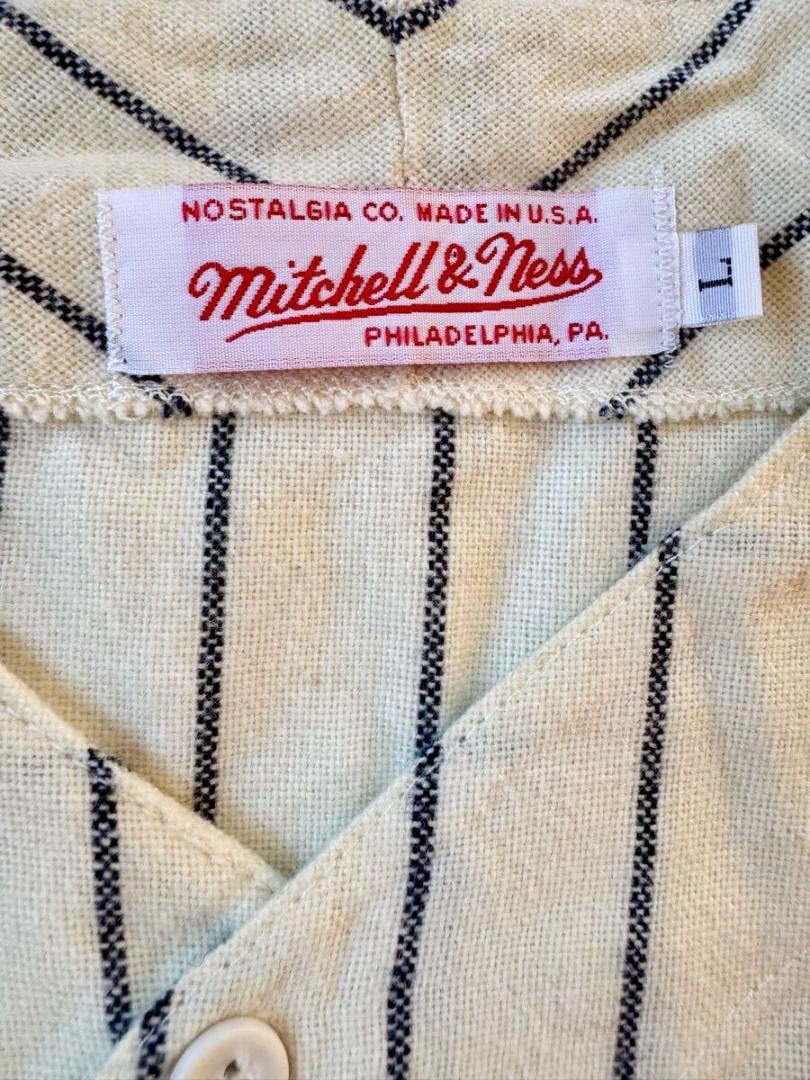 NOSTALGIA CO. MADE IN U.S.A.
Mitchell & Ness
PHILADELPHIA, PA.
L